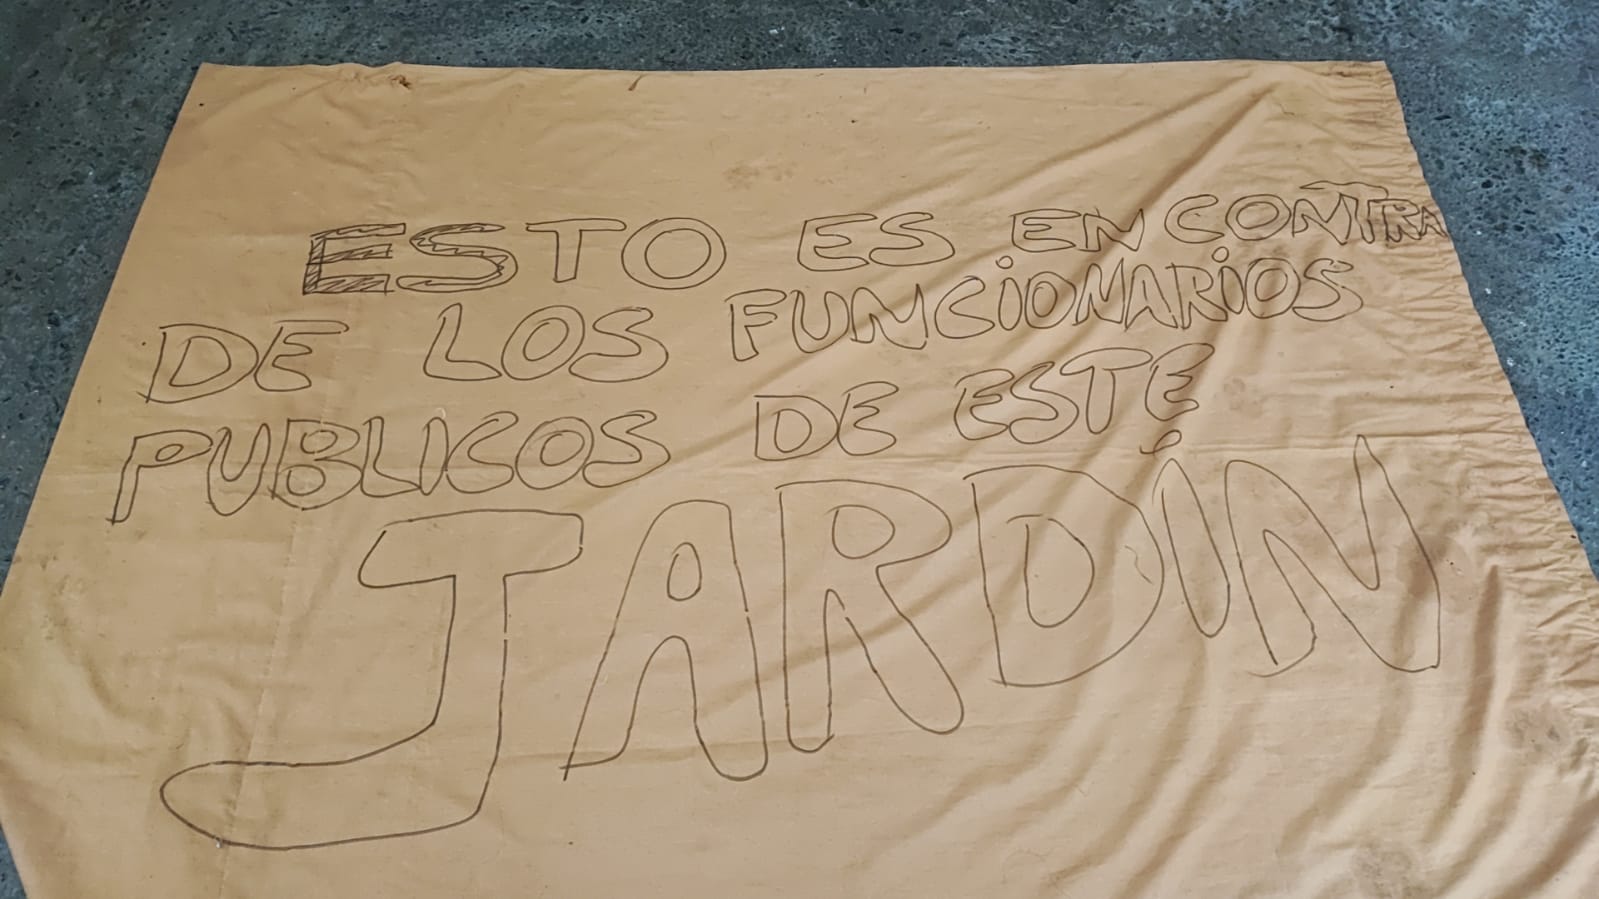 ESTO ES EN CONTRA
DE LOS FUNCIONARIOS
PUBLICOS DE ESTE
JARDÍN